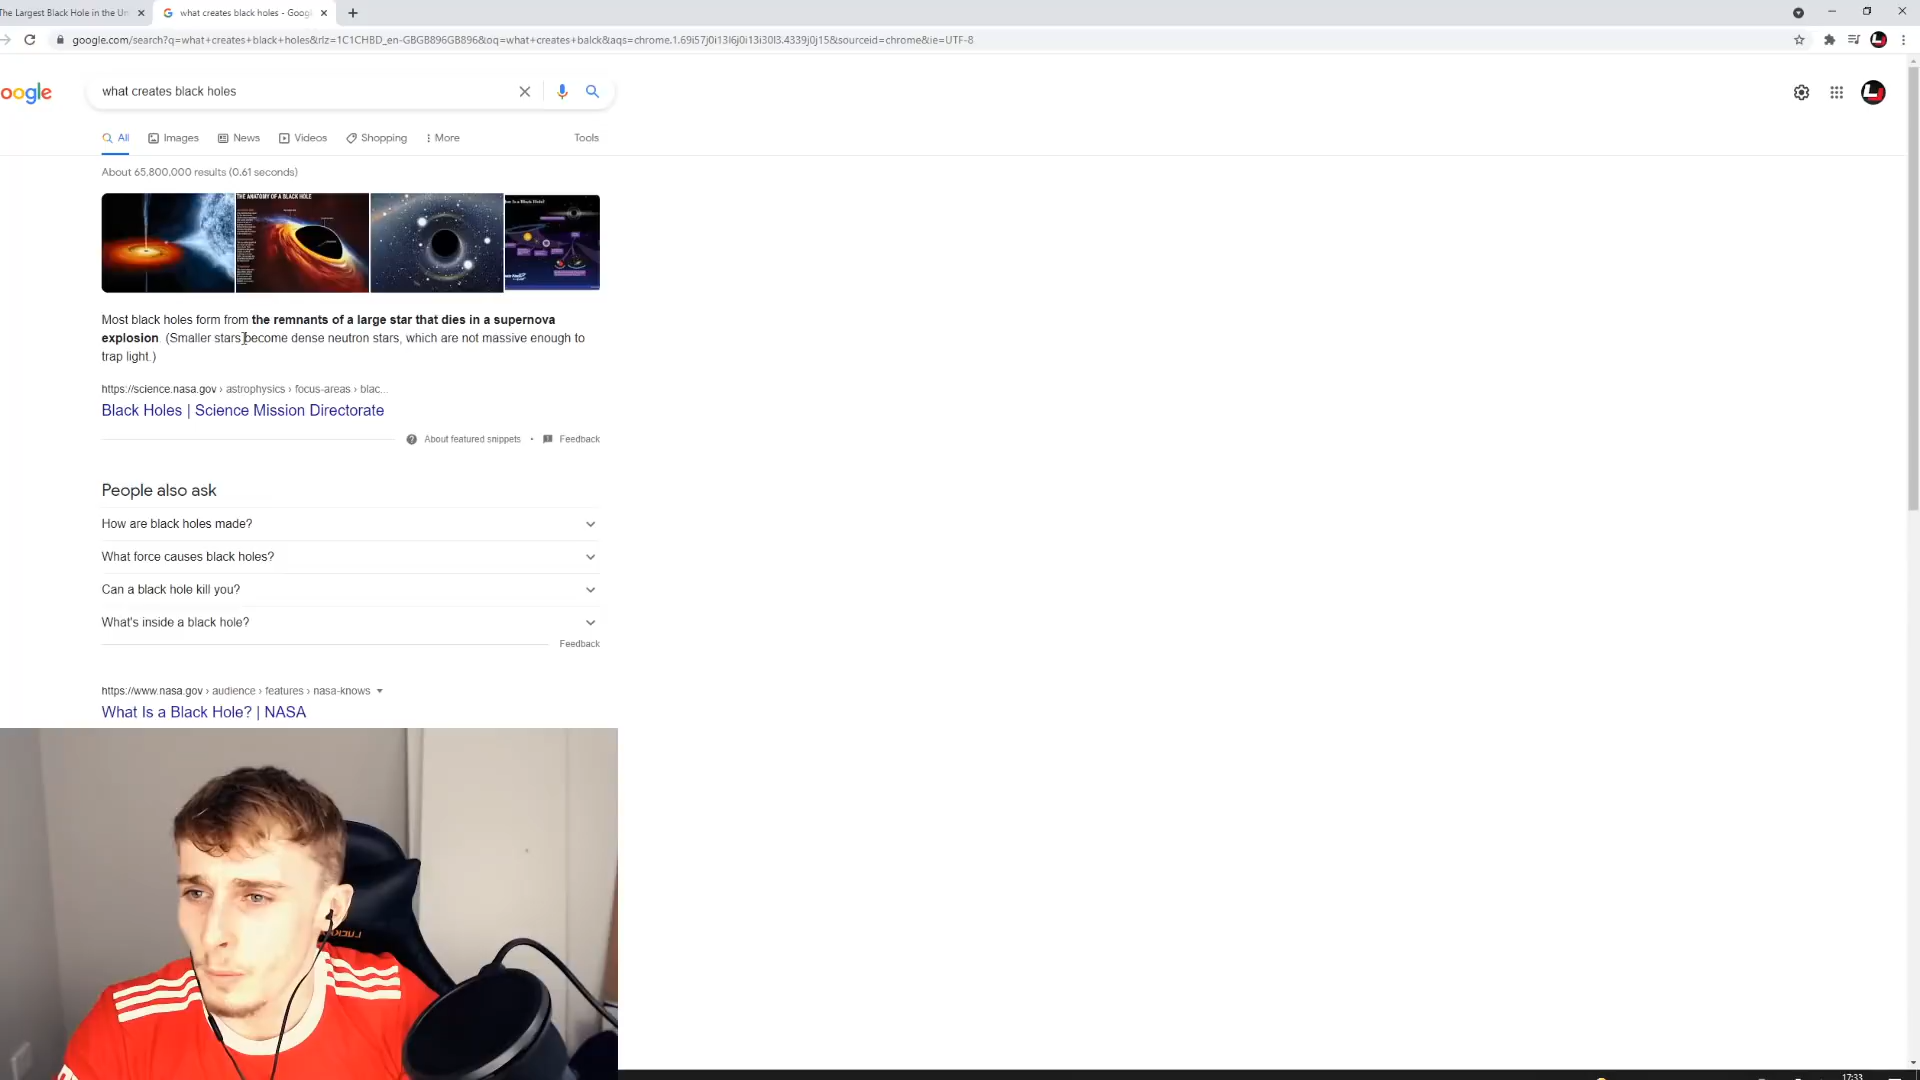 The Largest Black Hole in the Un
what creates black holes - Goog
google.com/search?q=what+creates+black+holes&rlz=1C1CHBD_en-GBGB896GB896&oq=what+creates+balck&aqs=chrome.1.69i57j0i13l6j0i13i30l3.4339j0j15&sourceid=chrome&ie=UTF-8
oogle
what creates black holes
All Images News Videos Shopping More Tools
About 65,800,000 results (0.61 seconds)
THE ANATOMY OF A BLACK HOLE
Most black holes form from the remnants of a large star that dies in a supernova
explosion. (Smaller stars become dense neutron stars, which are not massive enough to
trap light.)
https://science.nasa.gov › astrophysics › focus-areas › blac...
Black Holes | Science Mission Directorate
About featured snippets • Feedback
People also ask
How are black holes made?
What force causes black holes?
Can a black hole kill you?
What's inside a black hole?
Feedback
https://www.nasa.gov › audience › features › nasa-knows
What Is a Black Hole? | NASA
17:33